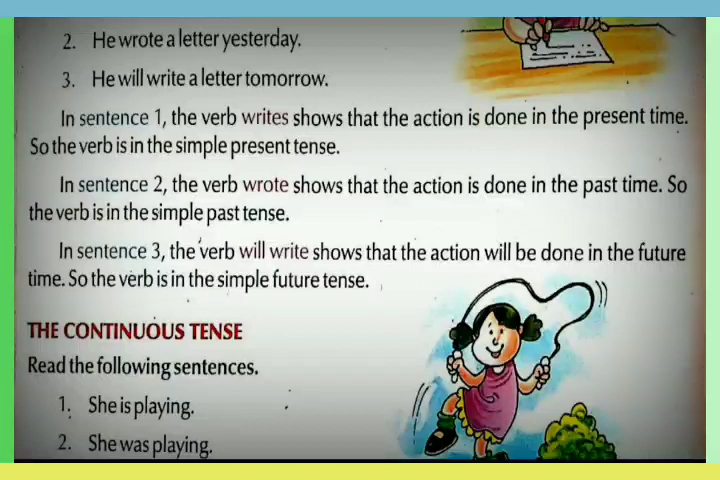 2. He wrote a letter yesterday.
3. He will write a letter tomorrow.
In sentence 1, the verb writes shows that the action is done in the present time.
So the verb is in the simple present tense.
In sentence 2, the verb wrote shows that the action is done in the past time. So
the verb is in the simple past tense.
In sentence 3, the verb will write shows that the action will be done in the future
time. So the verb is in the simple future tense.
THE CONTINUOUS TENSE
Read the following sentences.
1. She is playing.
2. She was playing.